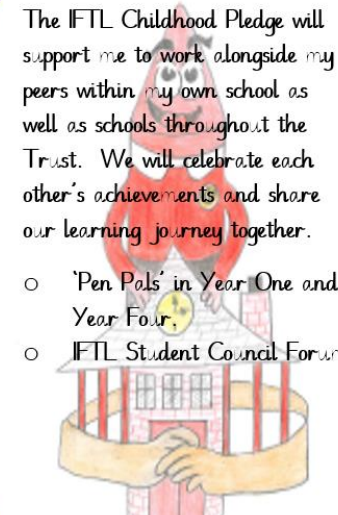 The IFTL Childhood Pledge will
support me to work alongside my
peers within my own school as
well as schools throughout the
Trust. We will celebrate each
other's achievements and share
our learning journey together.
o 'Pen Pals' in Year One and
Year Four.
o IFTL Student Council Forum